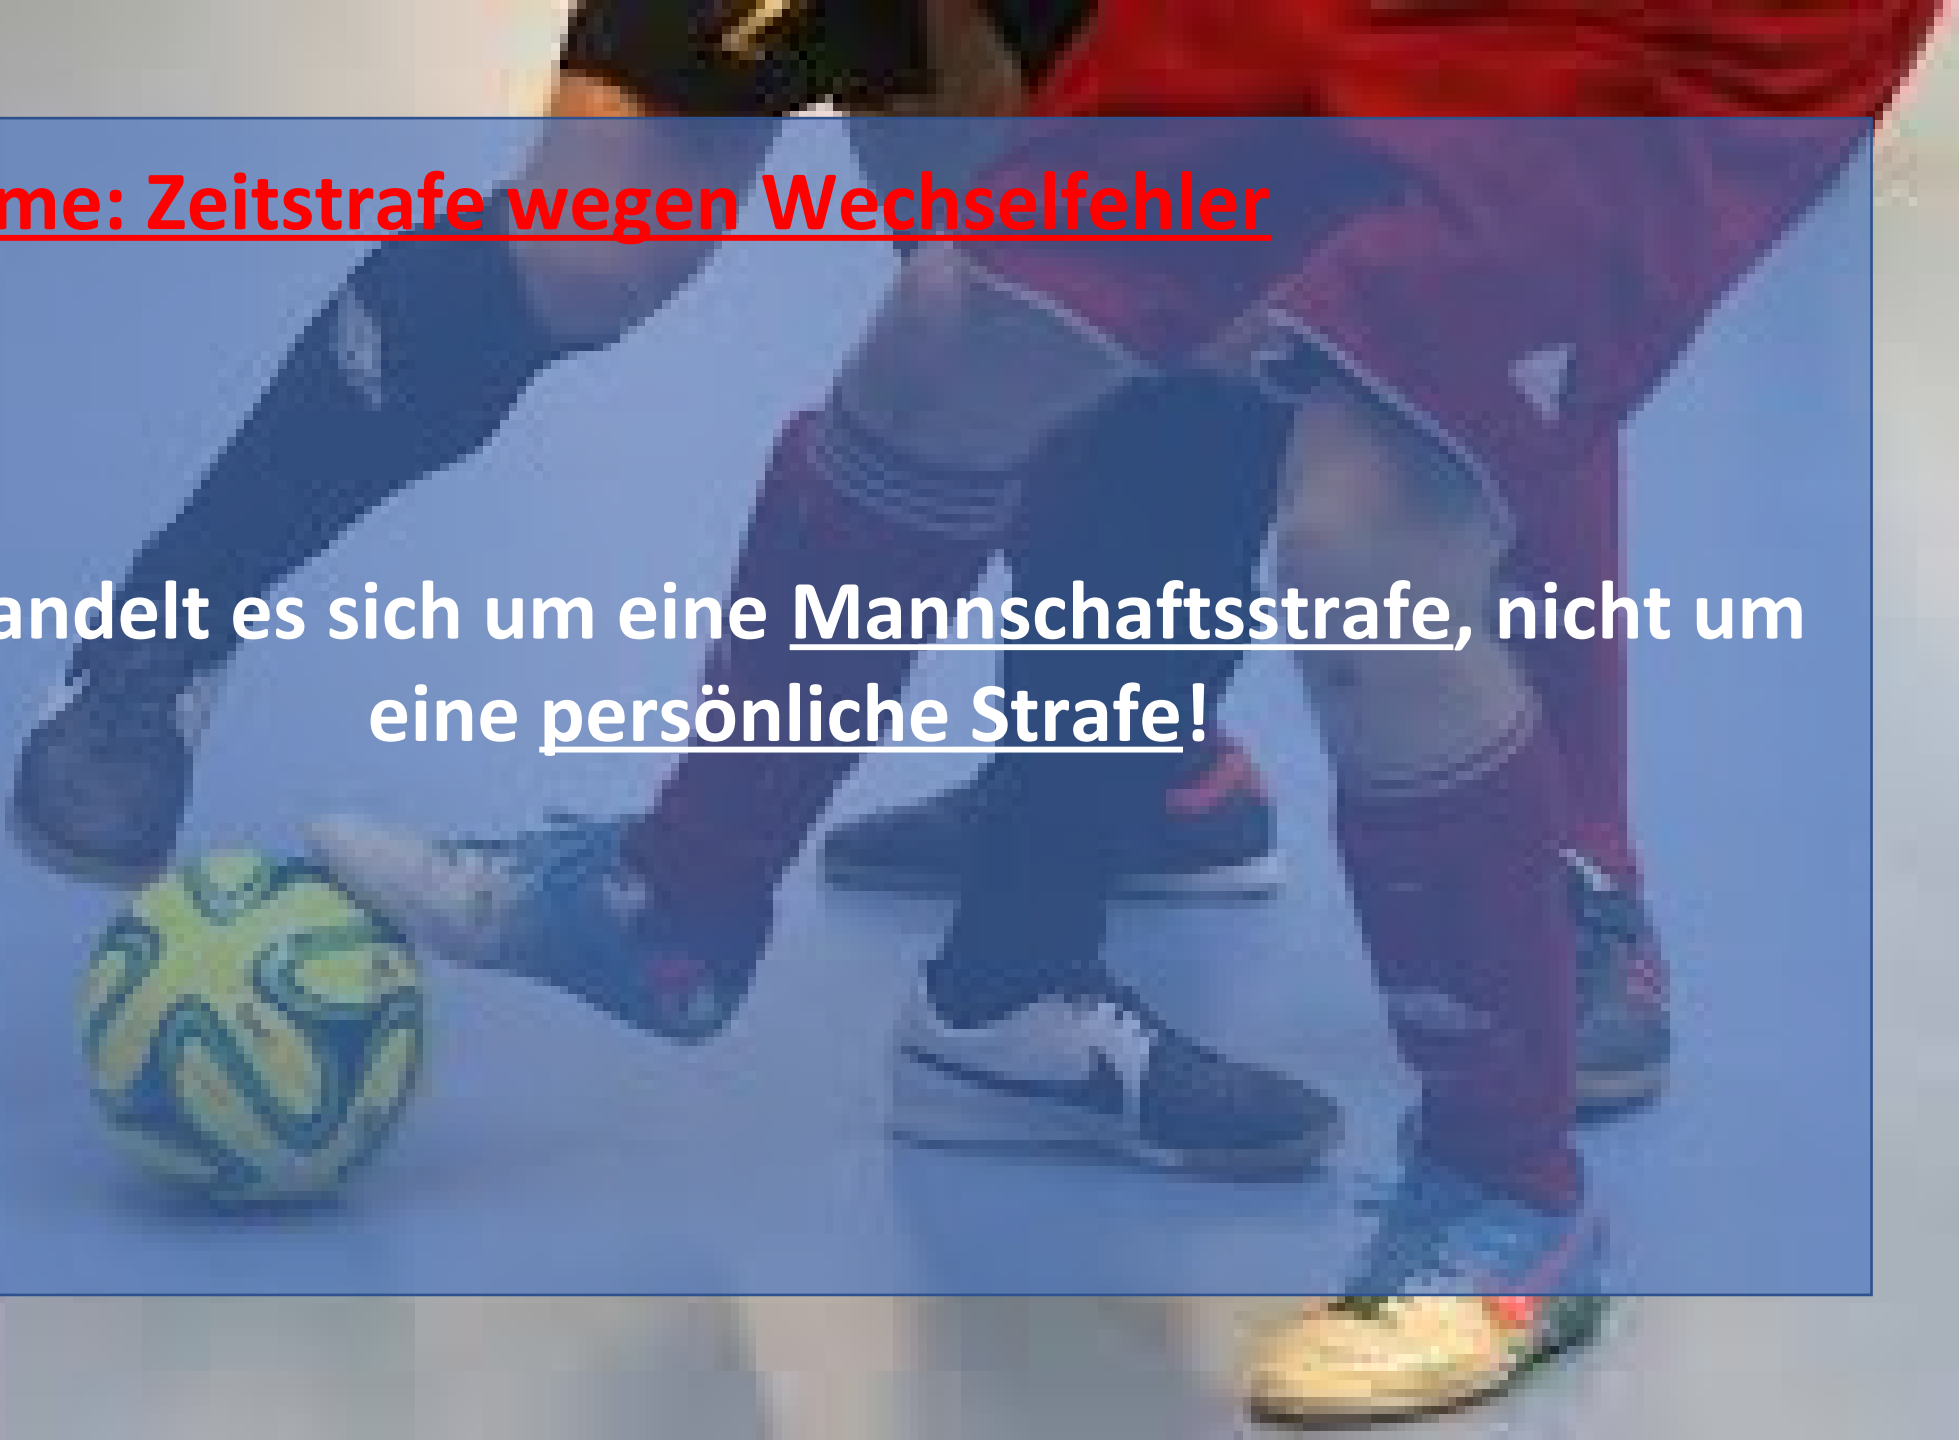 me: Zeitstrafe wegen Wechselfehler
andelt es sich um eine Mannschaftsstrafe, nicht um
eine persönliche Strafe!